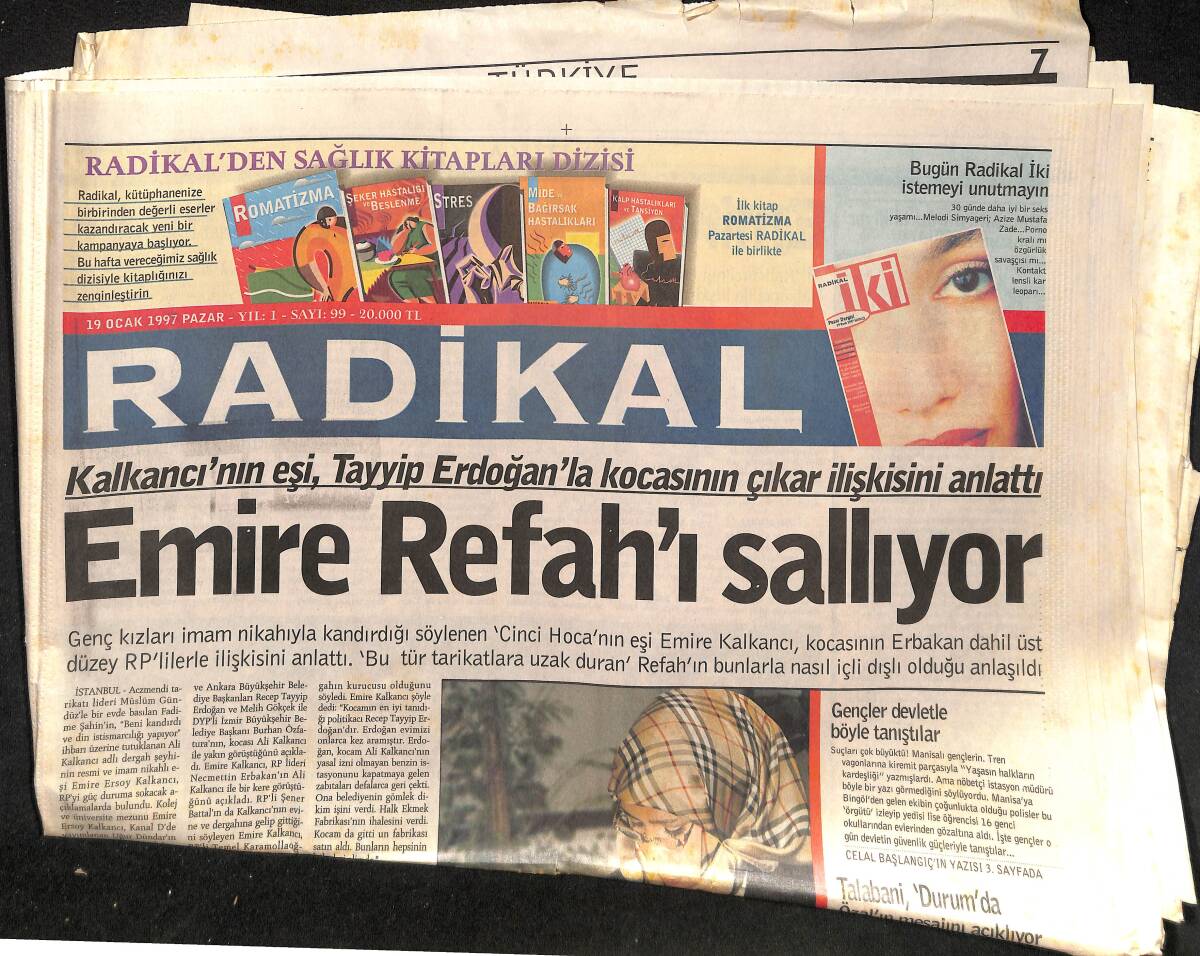 7
TÜRKİYE
RADİKAL'DEN SAĞLIK KİTAPLARI DİZİSİ
Radikal, kütüphanenize
birbirinden değerli eserler
kazandıracak yeni bir
kampanyaya başlıyor.
Bu hafta vereceğimiz sağlık
dizisiyle kitaplığınızı
zenginleştirin
ROMATİZMA
ŞEKER HASTALIĞI
VE BESLENME
STRES
MİDE VE
BAĞIRSAK
HASTALIKLARI
KALP HASTALIKLARI
VE TANSİYON
İlk kitap
ROMATİZMA
Pazartesi RADİKAL
ile birlikte
Bugün Radikal İki
istemeyi unutmayın
30 günde daha iyi bir seks
yaşamı...Melodi Simyageri; Azize Mustafa
Zade...Porno
kralı mı
özgürlük
savaşçısı mı...
Kontakt
lensli kar
leoparı...
RADİKAL
iki
19 OCAK 1997 PAZAR - YIL: 1 - SAYI: 99 - 20.000 TL
RADİKAL
Kalkancı'nın eşi, Tayyip Erdoğan'la kocasının çıkar ilişkisini anlattı
Emire Refah'ı sallıyor
Genç kızları imam nikahıyla kandırdığı söylenen 'Cinci Hoca'nın eşi Emire Kalkancı, kocasının Erbakan dahil üst
düzey RP'lilerle ilişkisini anlattı. 'Bu tür tarikatlara uzak duran' Refah'ın bunlarla nasıl içli dışlı olduğu anlaşıldı
İSTANBUL - Aczmendi ta-
rikatı lideri Müslüm Gün-
düz'le bir evde basılan Fadi-
me Şahin'in, "Beni kandırdı
ve din istismarcılığı yapıyor"
ihbarı üzerine tutuklanan Ali
Kalkancı adlı dergah şeyhi-
nin resmi ve imam nikahlı e-
şi Emire Ersoy Kalkancı,
RP'yi güç duruma sokacak a-
çıklamalarda bulundu. Kolej
ve üniversite mezunu Emire
Ersoy Kalkancı, Kanal D'de
yayımlanan Uğur Dündar'ın
ve Ankara Büyükşehir Bele-
diye Başkanları Recep Tayyip
Erdoğan ve Melih Gökçek ile
DYP'li İzmir Büyükşehir Be-
lediye Başkanı Burhan Özfa-
tura'nın, kocası Ali Kalkancı
ile yakın görüştüğünü açıkla-
dı. Emire Kalkancı, RP lideri
Necmettin Erbakan'ın Ali
Kalkancı ile bir kere görüştü-
ğünü açıkladı. RP'li Şener
Battal'ın da Kalkancı'nın evi-
ne ve dergahına gelip gittiği-
ni söyleyen Emire Kalkancı,
Temel Karamollaoğ-
gahın kurucusu olduğunu
söyledi. Emire Kalkancı şöyle
dedi: "Kocamın en iyi tanıdı-
ğı politikacı Recep Tayyip Er-
doğan'dır. Erdoğan evimizi
onlarca kez aramıştır. Erdo-
ğan, kocam Ali Kalkancı'nın
yasal izni olmayan benzin is-
tasyonunu kapatmaya gelen
zabıtaları defalarca geri çekti.
Ona belediyenin gömlek di-
kim işini verdi. Halk Ekmek
Fabrikası'nın ihalesini verdi.
Kocam da gitti un fabrikası
satın aldı. Bunların hepsinin
Gençler devletle
böyle tanıştılar
Suçları çok büyüktü! Manisalı gençlerin. Tren
vagonlarına kiremit parçasıyla "Yaşasın halkların
kardeşliği" yazmışlardı. Ama nöbetçi istasyon müdürü
böyle bir yazı görmediğini söylüyordu. Manisa'ya
Bingöl'den gelen ekibin çoğunlukta olduğu polisler bu
'örgütü' izleyip yedisi lise öğrencisi 16 genci
okullarından evlerinden gözaltına aldı. İşte gençler o
gün devletin güvenlik güçleriyle tanıştılar...
CELAL BAŞLANGIÇ'IN YAZISI 3. SAYFADA
Talabani, 'Durum'da
Özal'ın mesajını açıklıyor